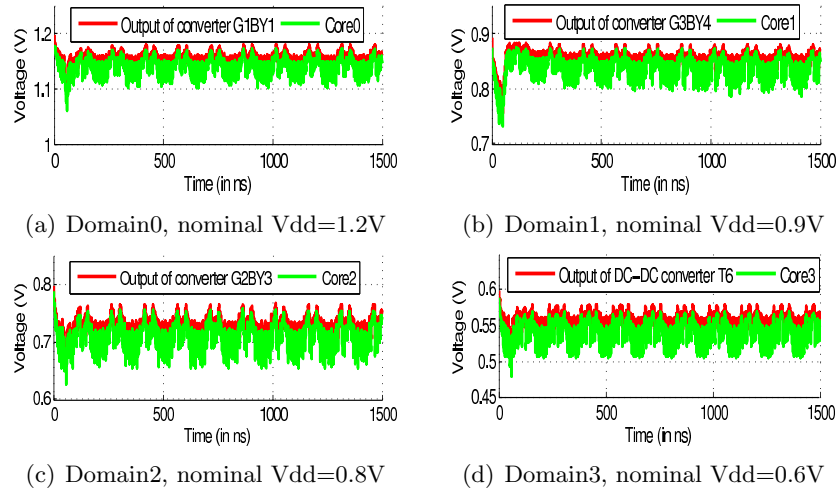 Output of converter G1BY1 Core0
Voltage (V)
1.2
1.1
1
0 500 1000 1500
Time (in ns)
(a) Domain0, nominal Vdd=1.2V
Output of converter G3BY4 Core1
Voltage (V)
0.9
0.8
0.7
0 500 1000 1500
Time (in ns)
(b) Domain1, nominal Vdd=0.9V
Output of converter G2BY3 Core2
Voltage (V)
0.8
0.7
0.6
0 500 1000 1500
Time (in ns)
(c) Domain2, nominal Vdd=0.8V
Output of DC-DC converter T6 Core3
Voltage (V)
0.6
0.55
0.5
0.45
0 500 1000 1500
Time (in ns)
(d) Domain3, nominal Vdd=0.6V